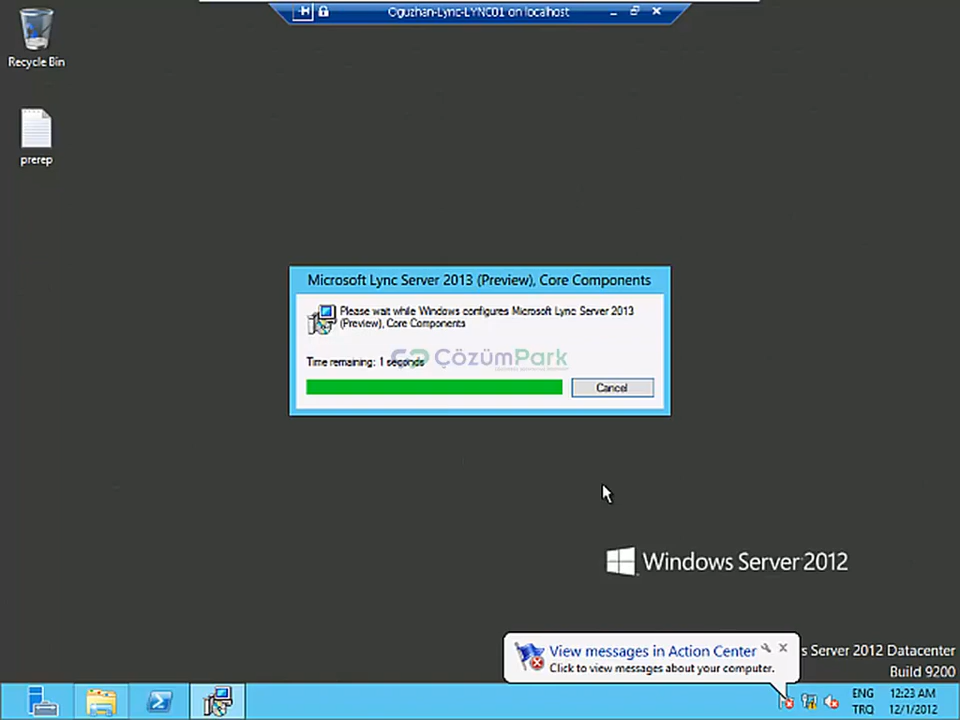 Oguzhan-Lync-LYNC01 on localhost
Recycle Bin
prerep
Microsoft Lync Server 2013 (Preview), Core Components
Please wait while Windows configures Microsoft Lync Server 2013
(Preview), Core Components
ÇözümPark
Time remaining: 1 seconds
Cancel
Windows Server 2012
View messages in Action Center
Click to view messages about your computer.
s Server 2012 Datacenter
Build 9200
ENG
TRQ
12:23 AM
12/1/2012